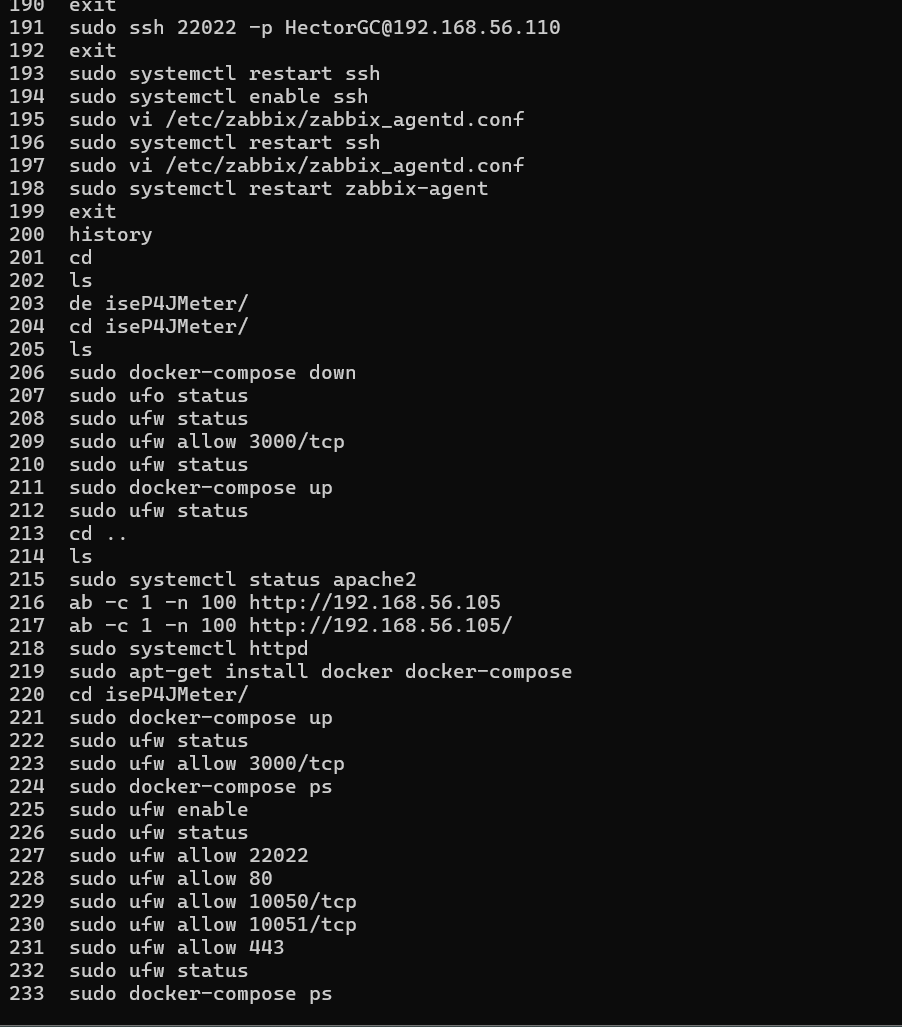 190 exit
191 sudo ssh 22022 -p HectorGC@192.168.56.110
192 exit
193 sudo systemctl restart ssh
194 sudo systemctl enable ssh
195 sudo vi /etc/zabbix/zabbix_agentd.conf
196 sudo systemctl restart ssh
197 sudo vi /etc/zabbix/zabbix_agentd.conf
198 sudo systemctl restart zabbix-agent
199 exit
200 history
201 cd
202 ls
203 de iseP4JMeter/
204 cd iseP4JMeter/
205 ls
206 sudo docker-compose down
207 sudo ufo status
208 sudo ufw status
209 sudo ufw allow 3000/tcp
210 sudo ufw status
211 sudo docker-compose up
212 sudo ufw status
213 cd ..
214 ls
215 sudo systemctl status apache2
216 ab -c 1 -n 100 http://192.168.56.105
217 ab -c 1 -n 100 http://192.168.56.105/
218 sudo systemctl httpd
219 sudo apt-get install docker docker-compose
220 cd iseP4JMeter/
221 sudo docker-compose up
222 sudo ufw status
223 sudo ufw allow 3000/tcp
224 sudo docker-compose ps
225 sudo ufw enable
226 sudo ufw status
227 sudo ufw allow 22022
228 sudo ufw allow 80
229 sudo ufw allow 10050/tcp
230 sudo ufw allow 10051/tcp
231 sudo ufw allow 443
232 sudo ufw status
233 sudo docker-compose ps